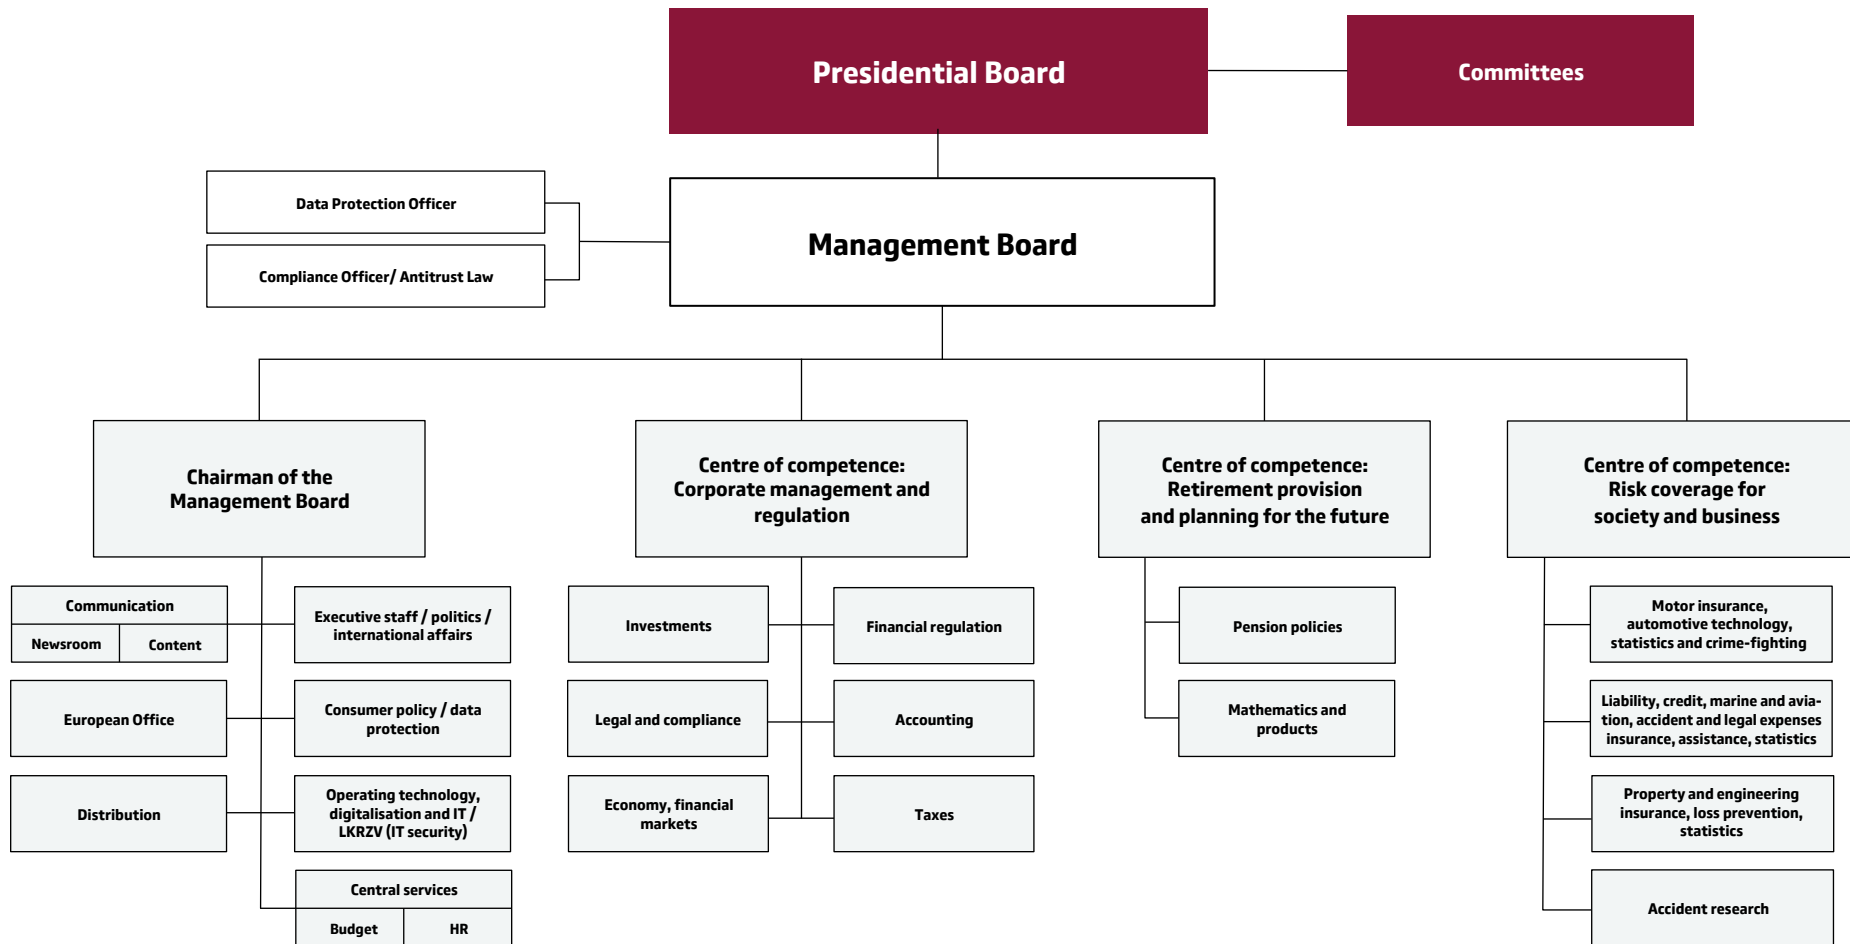 Presidential Board
Committees
Data Protection Officer
Compliance Officer/ Antitrust Law
Management Board
Chairman of the
Management Board
Centre of competence:
Corporate management and
regulation
Centre of competence:
Retirement provision
and planning for the future
Centre of competence:
Risk coverage for
society and business
Communication
Newsroom
Content
Executive staff / politics /
international affairs
European Office
Consumer policy / data
protection
Distribution
Operating technology,
digitalisation and IT /
LKRZV (IT security)
Central services
Budget
HR
Investments
Financial regulation
Legal and compliance
Accounting
Economy, financial
markets
Taxes
Pension policies
Mathematics and
products
Motor insurance,
automotive technology,
statistics and crime-fighting
Liability, credit, marine and avia-
tion, accident and legal expenses
insurance, assistance, statistics
Property and engineering
insurance, loss prevention,
statistics
Accident research